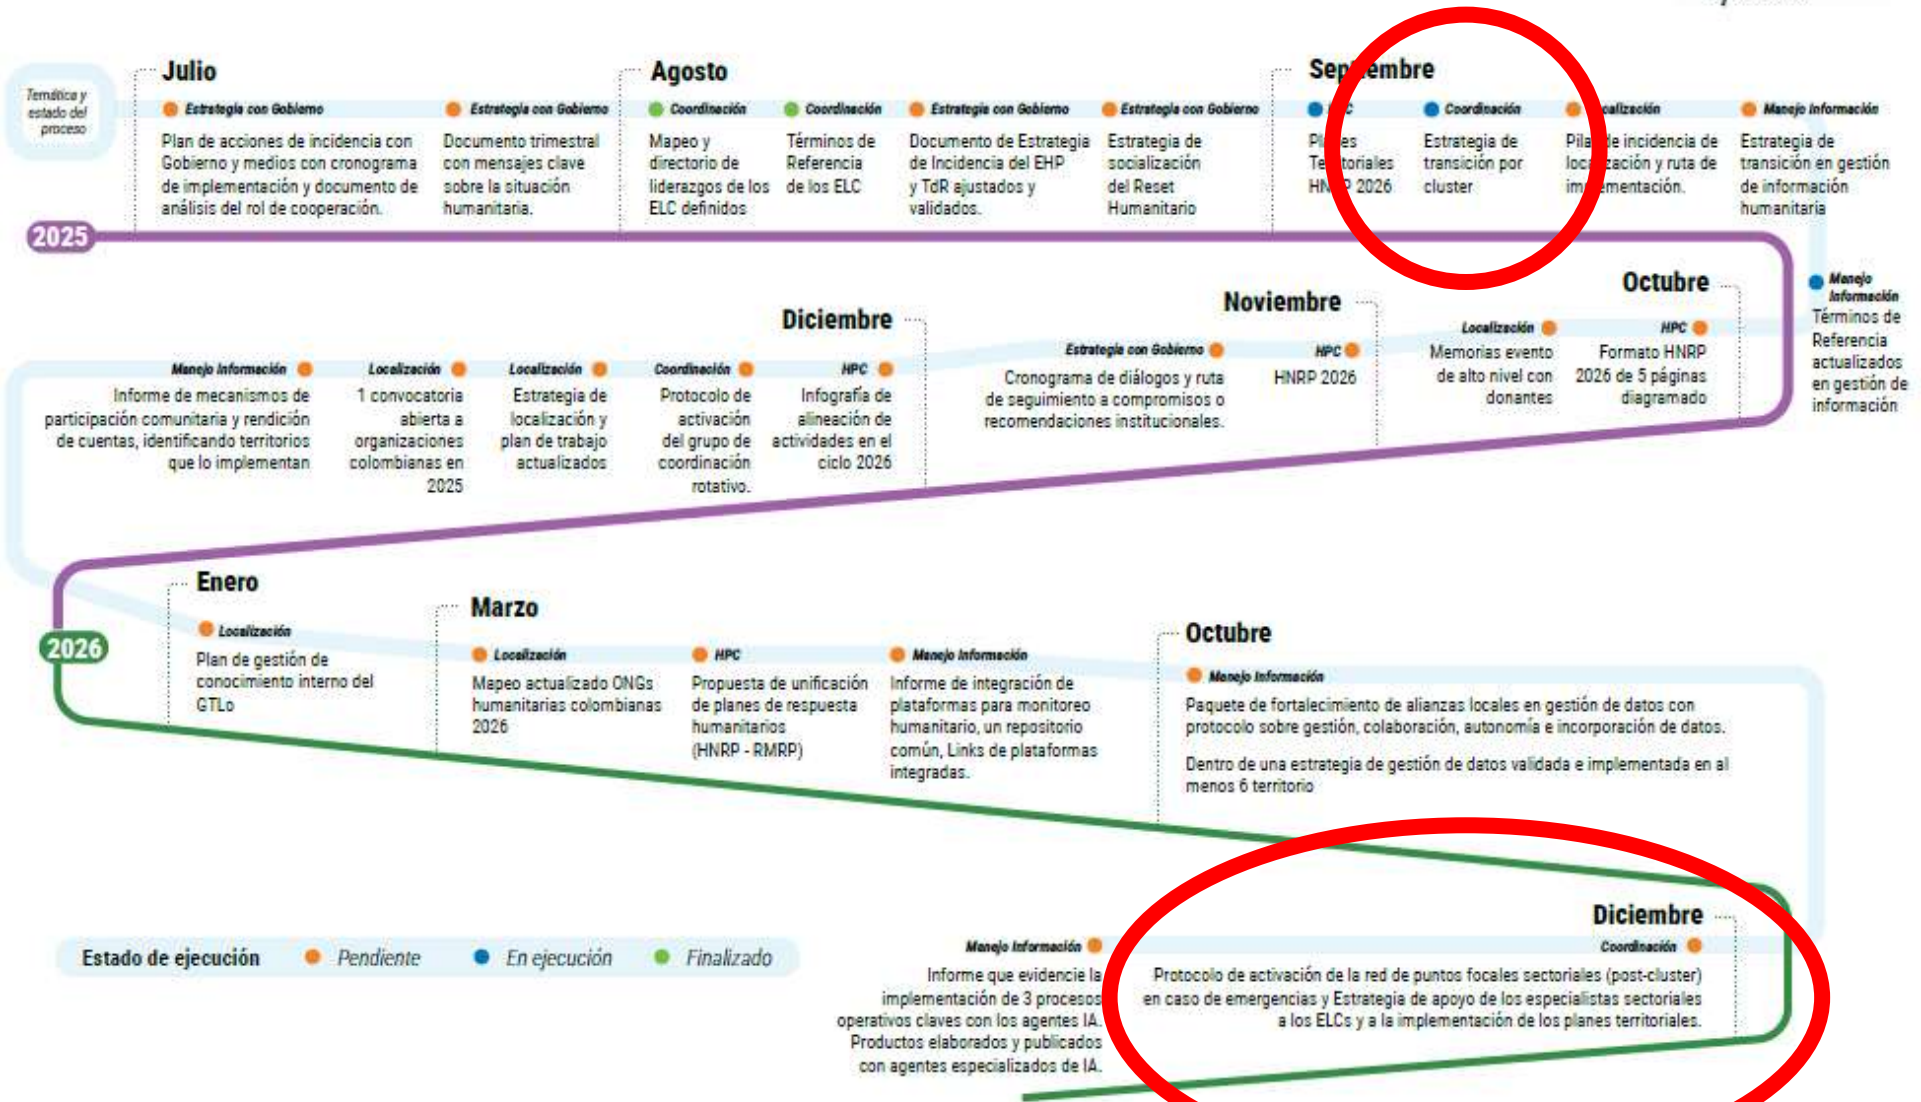 Temática y
estado del
proceso
Julio
Estrategia con Gobierno
Plan de acciones de incidencia con
Gobierno y medios con cronograma
de implementación y documento de
análisis del rol de cooperación.
Estrategia con Gobierno
Documento trimestral
con mensajes clave
sobre la situación
humanitaria.
Agosto
Coordinación
Mapeo y
directorio de
liderazgos de los
ELC definidos
Coordinación
Términos de
Referencia
de los ELC
Estrategia con Gobierno
Documento de Estrategia
de Incidencia del EHP
y TdR ajustados y
validados.
Estrategia con Gobierno
Estrategia de
socialización
del Reset
Humanitario
Septiembre
HPC
Planes
Territoriales
HNRP 2026
Coordinación
Estrategia de
transición por
cluster
Localización
Pilar de incidencia de
localización y ruta de
implementación.
Manejo Información
Estrategia de
transición en gestión
de información
humanitaria
2025
Manejo
Información
Términos de
Referencia
actualizados
en gestión de
información
Octubre
HPC
Formato HNRP
2026 de 5 páginas
diagramado
Localización
Memorias evento
de alto nivel con
donantes
Noviembre
HPC
HNRP 2026
Estrategia con Gobierno
Cronograma de diálogos y ruta
de seguimiento a compromisos o
recomendaciones institucionales.
Diciembre
HPC
Infografía de
alineación de
actividades en el
ciclo 2026
Coordinación
Protocolo de
activación
del grupo de
coordinación
rotativo.
Localización
Estrategia de
localización y
plan de trabajo
actualizados
Localización
1 convocatoria
abierta a
organizaciones
colombianas en
2025
Manejo Información
Informe de mecanismos de
participación comunitaria y rendición
de cuentas, identificando territorios
que lo implementan
2026
Enero
Localización
Plan de gestión de
conocimiento interno del
GTLo
Marzo
Localización
Mapeo actualizado ONGs
humanitarias colombianas
2026
HPC
Propuesta de unificación
de planes de respuesta
humanitarios
(HNRP - RMRP)
Manejo Información
Informe de integración de
plataformas para monitoreo
humanitario, un repositorio
común, Links de plataformas
integradas.
Octubre
Manejo Información
Paquete de fortalecimiento de alianzas locales en gestión de datos con
protocolo sobre gestión, colaboración, autonomía e incorporación de datos.
Dentro de una estrategia de gestión de datos validada e implementada en al
menos 6 territorio
Diciembre
Coordinación
Protocolo de activación de la red de puntos focales sectoriales (post-cluster)
en caso de emergencias y Estrategia de apoyo de los especialistas sectoriales
a los ELCs y a la implementación de los planes territoriales.
Manejo Información
Informe que evidencie la
implementación de 3 procesos
operativos claves con los agentes IA.
Productos elaborados y publicados
con agentes especializados de IA.
Estado de ejecución
Pendiente
En ejecución
Finalizado